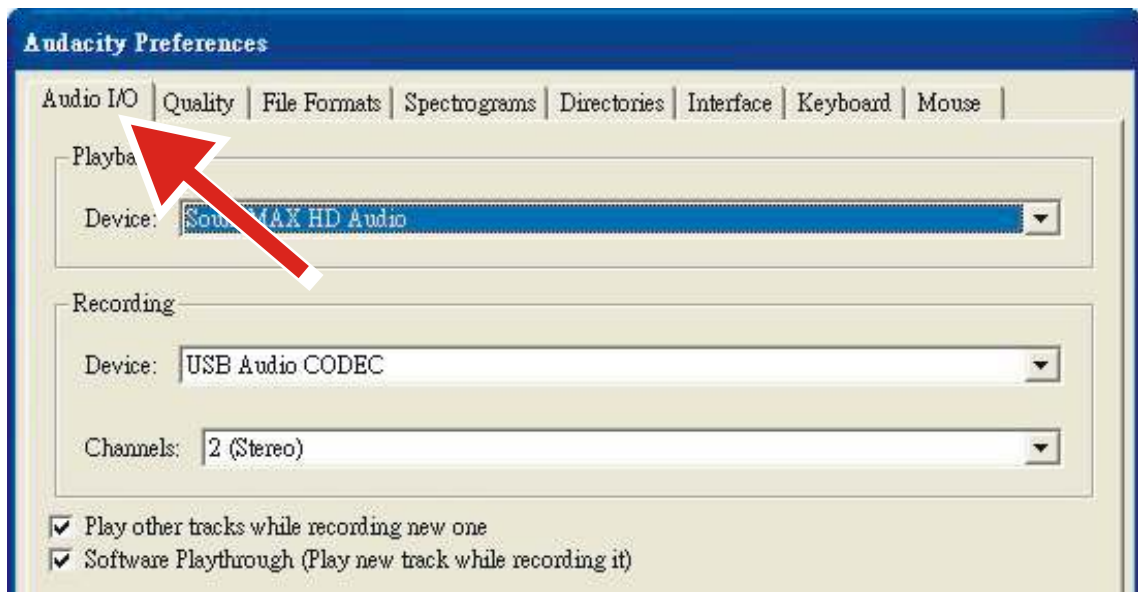 Audacity Preferences
Audio I/O Quality File Formats Spectrograms Directories Interface Keyboard Mouse
Device: MAX HD Audio
Recording
Device: USB Audio CODEC
Channels: 2 (Stereo)
Play other tracks while recording new one
Software Playthrough (Play new track while recording it)